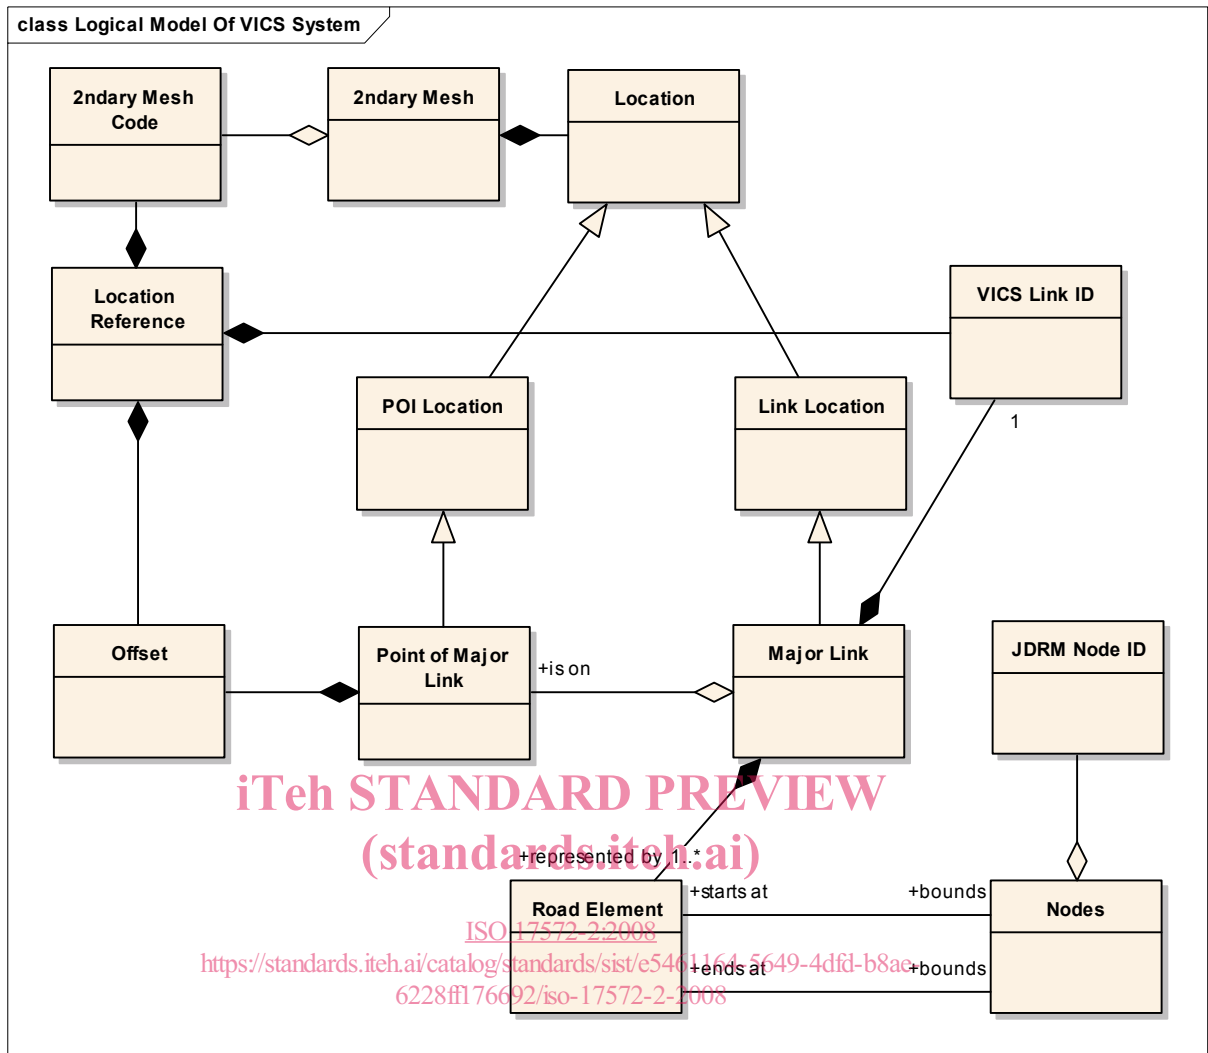 class Logical Model Of VICS System
2ndary Mesh
Code
2ndary Mesh
Location
Location
Reference
VICS Link ID
POI Location
Link Location
1
Offset
Point of Major
Link
+is on
Major Link
JDRM Node ID
iTeh STANDARD PREVIEW
(standards.iteh.ai)
+represented by 1..*
Road Element
+starts at
+bounds
Nodes
ISO 17572-2:2008
https://standards.iteh.ai/catalog/standards/sist/e5461164-5649-4dfd-b8ae-
+ends at
+bounds
6228ff176692/iso-17572-2-2008